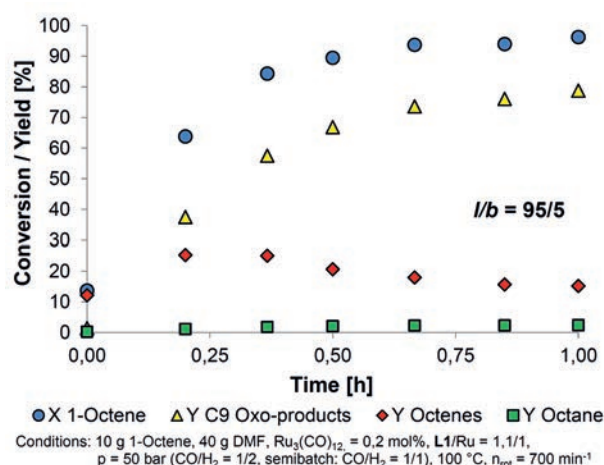 100
90
80
70
60
50
40
30
20
10
0
Conversion / Yield [%]
l/b = 95/5
0,00 0,25 0,50 0,75 1,00
Time [h]
X 1-Octene Y C9 Oxo-products Y Octenes Y Octane
Conditions: 10 g 1-Octene, 40 g DMF, Ru3(CO)12, = 0,2 mol%, L1/Ru = 1,1/1,
p = 50 bar (CO/H2 = 1/2, semibatch: CO/H2 = 1/1), 100 °C, nrpm = 700 min-1